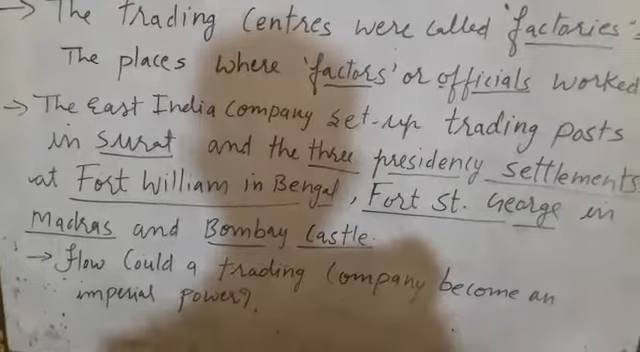 → The trading Centres were called 'factories'.
The places where 'factors' or officials worked
→ The East India Company set-up trading posts
in Surat and the three presidency settlements
at Fort William in Bengal, Fort St. George in
Madras and Bombay Castle.
→ How Could a trading Company become an
imperial power?